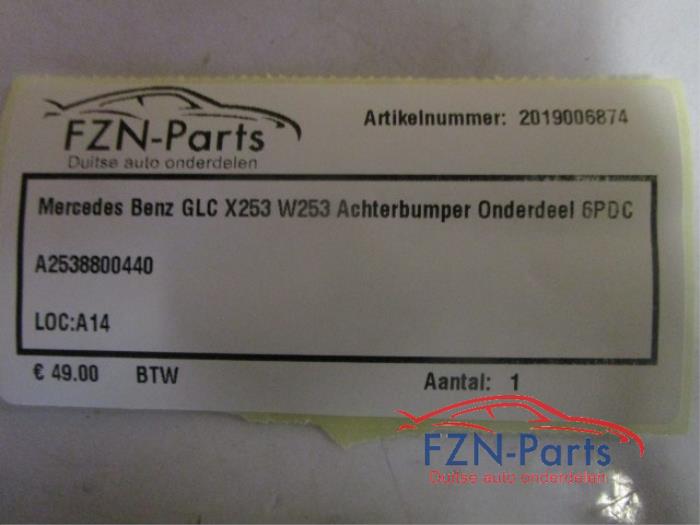 FZN-Parts
Duitse auto onderdelen
Artikelnummer: 2019006874
Mercedes Benz GLC X253 W253 Achterbumper Onderdeel 6PDC
A2538800440
LOC:A14
€ 49.00 BTW Aantal: 1
FZN-Parts
Duitse auto onderdelen